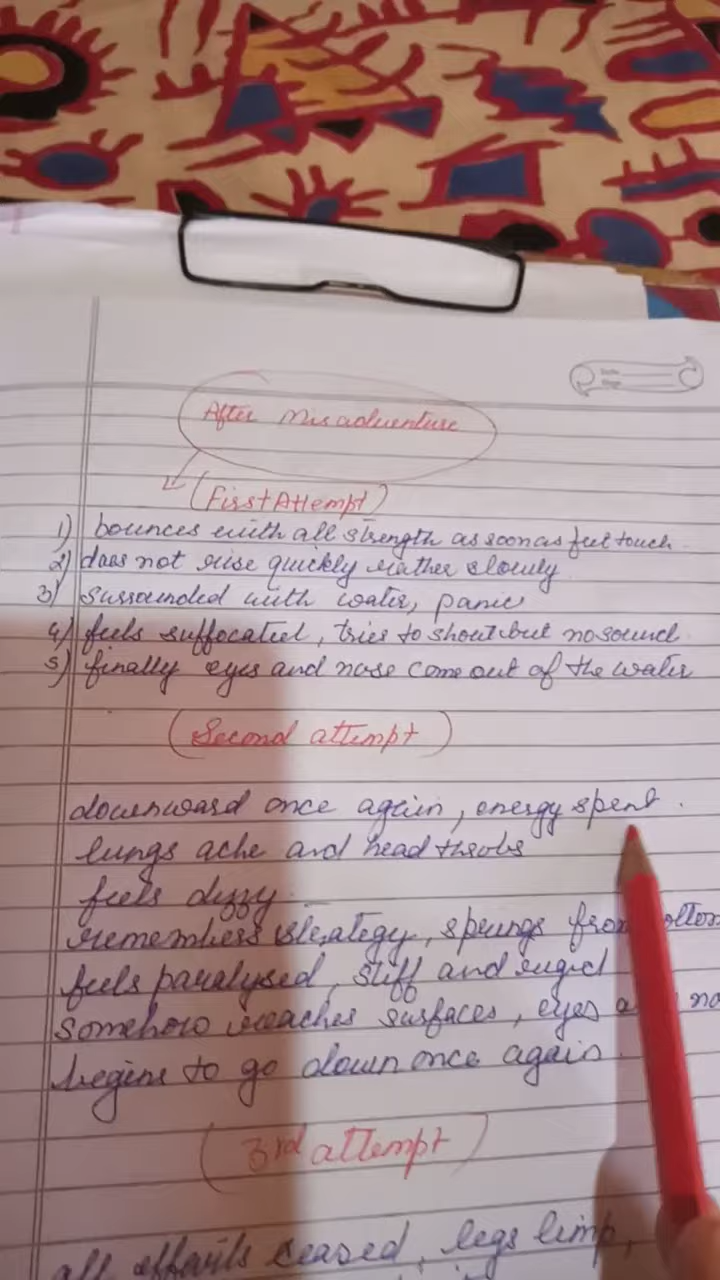 After Misadventure
(First Attempt)
1) bounces with all strength as soon as feet touch
2) does not rise quickly rather slowly
3) surrounded with water, panic
4) feels suffocated, tries to shout but no sound
5) finally eyes and nose come out of the water
(Second attempt)
downward once again, energy spent.
lungs ache and head throbs
feels dizzy
remembers strategy, springs from
feels paralysed, stiff and rigid
somehow reaches surfaces, eyes
begins to go down once again
(3rd attempt)
all efforts ceased, legs limp,